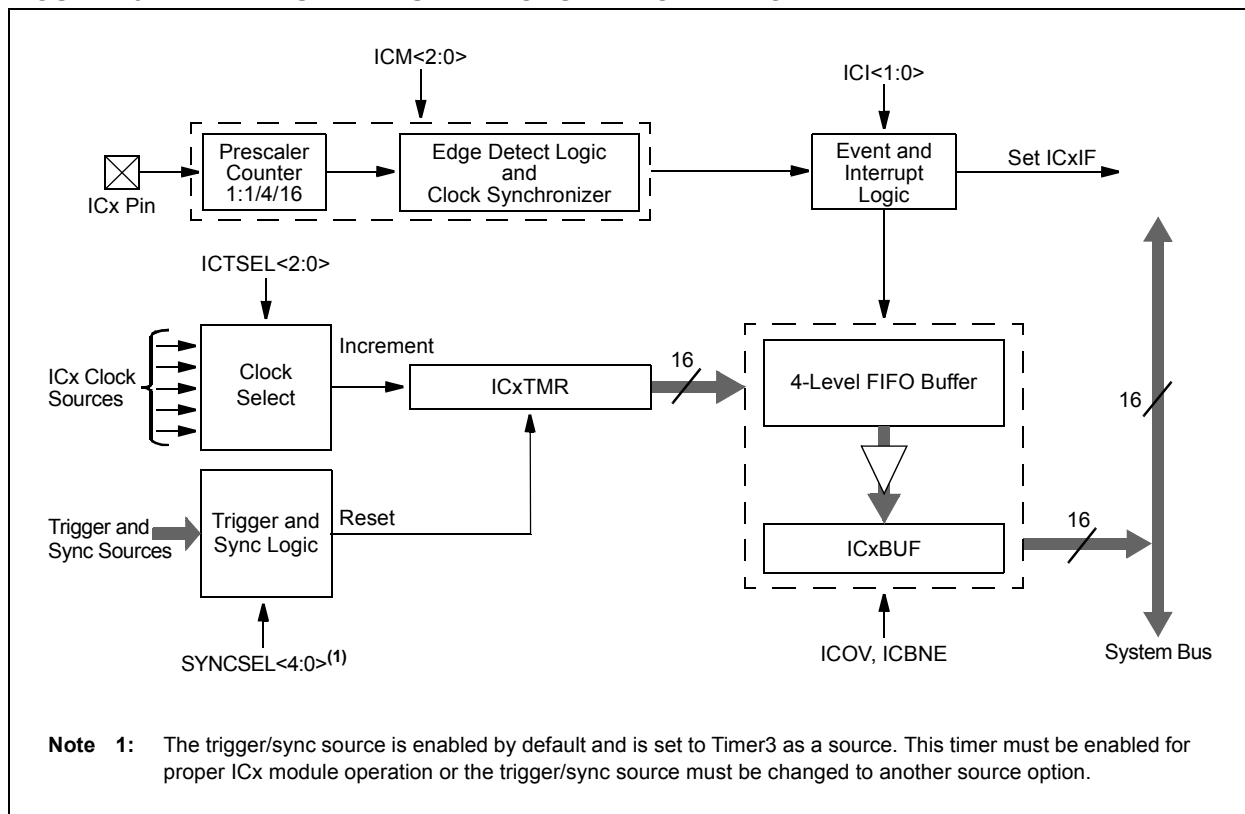 ICM<2:0>
ICI<1:0>
Prescaler
Counter
1:1/4/16
Edge Detect Logic
and
Clock Synchronizer
Event and
Interrupt
Logic
Set ICxIF
ICx Pin
ICTSEL<2:0>
ICx Clock
Sources
Clock
Select
Increment
ICxTMR
16
4-Level FIFO Buffer
16
Trigger and
Sync Sources
Trigger and
Sync Logic
Reset
ICxBUF
16
SYNCSEL<4:0>(1)
ICOV, ICBNE
System Bus
Note 1: The trigger/sync source is enabled by default and is set to Timer3 as a source. This timer must be enabled for
proper ICx module operation or the trigger/sync source must be changed to another source option.